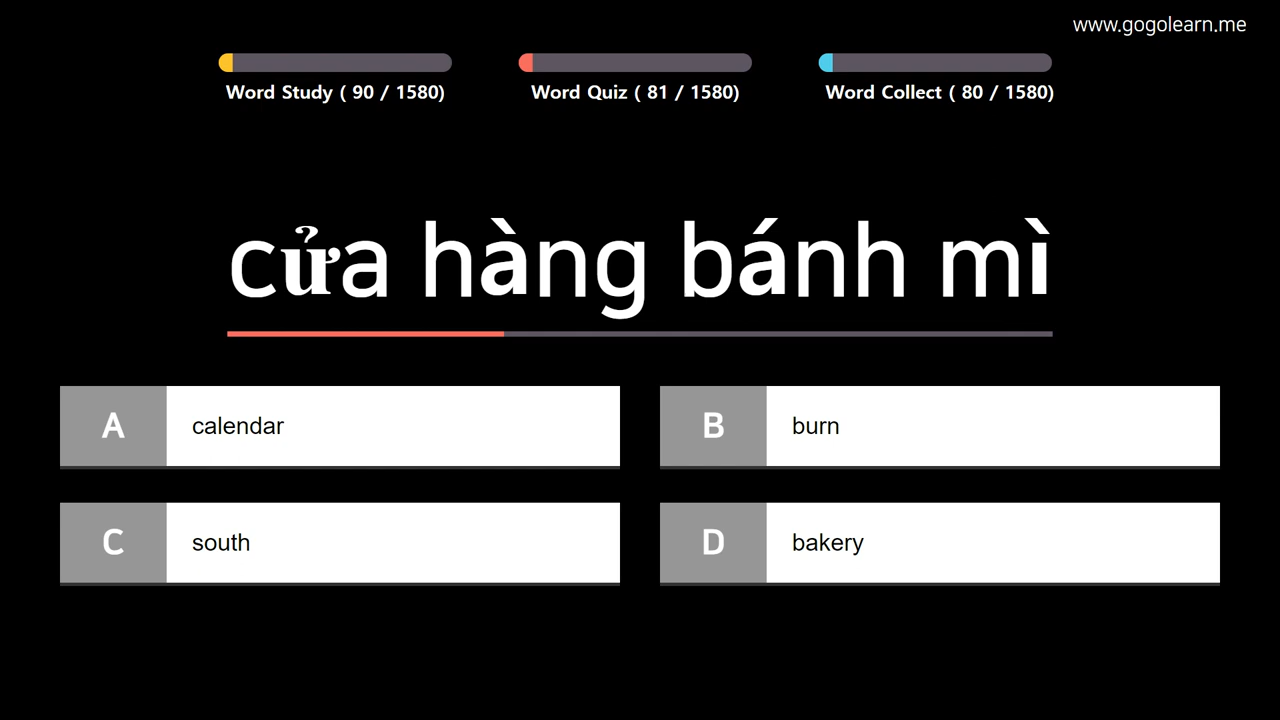 www.gogolearn.me
Word Study ( 90 / 1580)
Word Quiz ( 81 / 1580)
Word Collect ( 80 / 1580)
cửa hàng bánh mì
A calendar
B burn
C south
D bakery